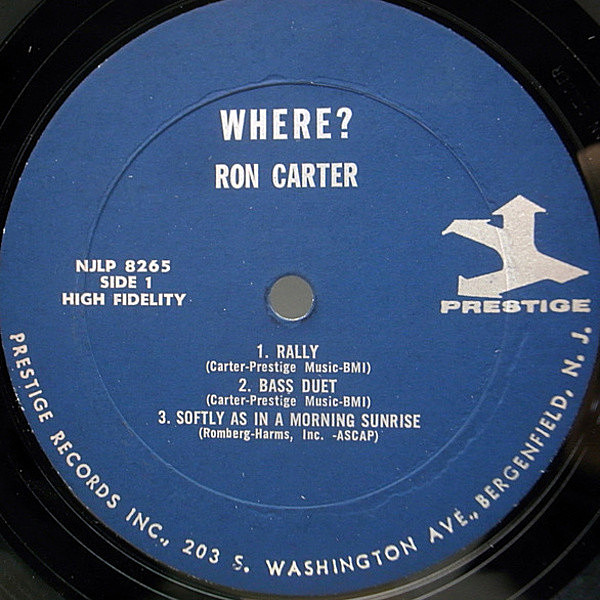 WHERE?
RON CARTER
NJLP 8265
SIDE 1
HIGH FIDELITY
PRESTIGE
1. RALLY
(Carter-Prestige Music-BMI)
2. BASS DUET
(Carter-Prestige Music-BMI)
3. SOFTLY AS IN A MORNING SUNRISE
(Romberg-Harms, Inc. -ASCAP)
PRESTIGE RECORDS INC., 203 S. WASHINGTON AVE., BERGENFIELD, N. J.